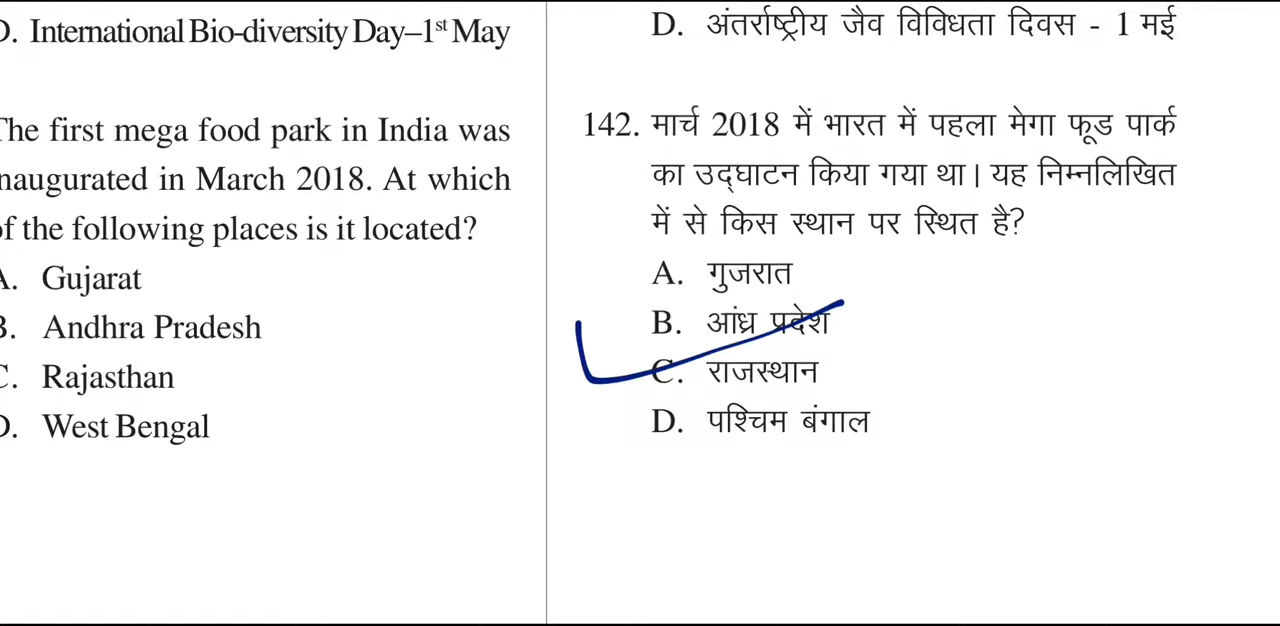 D. International Bio-diversity Day–1st May
The first mega food park in India was
naugurated in March 2018. At which
of the following places is it located?
A. Gujarat
B. Andhra Pradesh
C. Rajasthan
D. West Bengal
D. अंतर्राष्ट्रीय जैव विविधता दिवस - 1 मई
142. मार्च 2018 में भारत में पहला मेगा फूड पार्क
का उद्घाटन किया गया था। यह निम्नलिखित
में से किस स्थान पर स्थित है?
A. गुजरात
B. आंध्र प्रदेश
C. राजस्थान
D. पश्चिम बंगाल